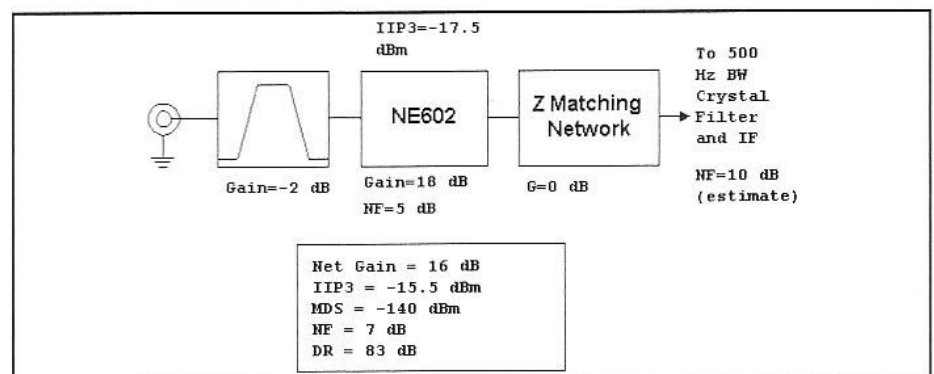 IIP3=-17.5
dBm
NE602
Z Matching
Network
To 500
Hz BW
Crystal
Filter
and IF
NF=10 dB
(estimate)
Gain=-2 dB
Gain=18 dB
NF=5 dB
G=0 dB
Net Gain = 16 dB
IIP3 = -15.5 dBm
MDS = -140 dBm
NF = 7 dB
DR = 83 dB